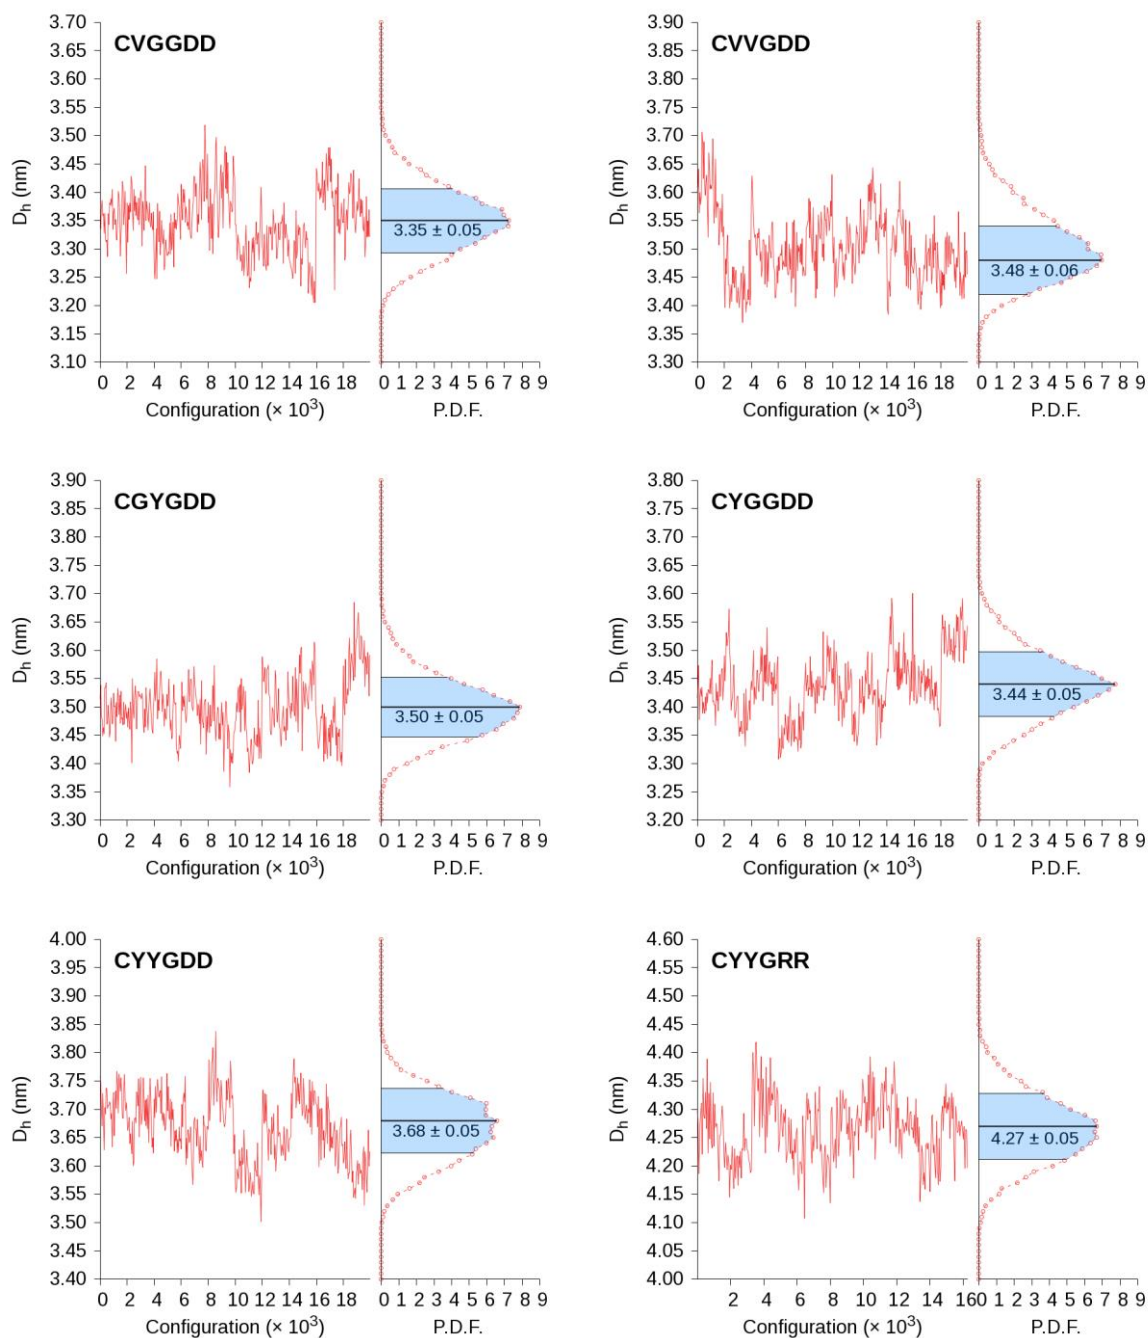 CVGGDD
3.70
3.65
3.60
3.55
3.50
3.45
3.40
3.35
3.30
3.25
3.20
3.15
3.10
Dh (nm)
3.35 ± 0.05
0 2 4 6 8 10 12 14 16 18
0 1 2 3 4 5 6 7 8 9
Configuration (× 10³)
P.D.F.
CVVGDD
3.90
3.85
3.80
3.75
3.70
3.65
3.60
3.55
3.50
3.45
3.40
3.35
3.30
Dh (nm)
3.48 ± 0.06
0 2 4 6 8 10 12 14 16 18
0 1 2 3 4 5 6 7 8 9
Configuration (× 10³)
P.D.F.
CGYGDD
3.90
3.85
3.80
3.75
3.70
3.65
3.60
3.55
3.50
3.45
3.40
3.35
3.30
Dh (nm)
3.50 ± 0.05
0 2 4 6 8 10 12 14 16 18
0 1 2 3 4 5 6 7 8 9
Configuration (× 10³)
P.D.F.
CYGGDD
3.80
3.75
3.70
3.65
3.60
3.55
3.50
3.45
3.40
3.35
3.30
3.25
3.20
Dh (nm)
3.44 ± 0.05
0 2 4 6 8 10 12 14 16 18
0 1 2 3 4 5 6 7 8 9
Configuration (× 10³)
P.D.F.
CYYGDD
4.00
3.95
3.90
3.85
3.80
3.75
3.70
3.65
3.60
3.55
3.50
3.45
3.40
Dh (nm)
3.68 ± 0.05
0 2 4 6 8 10 12 14 16 18
0 1 2 3 4 5 6 7 8 9
Configuration (× 10³)
P.D.F.
CYYGRR
4.60
4.55
4.50
4.45
4.40
4.35
4.30
4.25
4.20
4.15
4.10
4.05
4.00
Dh (nm)
4.27 ± 0.05
2 4 6 8 10 12 14 16
0 1 2 3 4 5 6 7 8 9
Configuration (× 10³)
P.D.F.